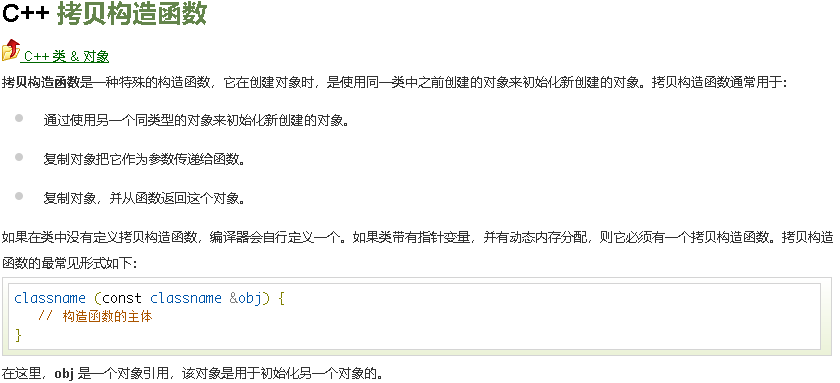 C++ 拷贝构造函数
C++ 类 & 对象
拷贝构造函数是一种特殊的构造函数，它在创建对象时，是使用同一类中之前创建的对象来初始化新创建的对象。拷贝构造函数通常用于：
通过使用另一个同类型的对象来初始化新创建的对象。
复制对象把它作为参数传递给函数。
复制对象，并从函数返回这个对象。
如果在类中没有定义拷贝构造函数，编译器会自行定义一个。如果类带有指针变量，并有动态内存分配，则它必须有一个拷贝构造函数。拷贝构造
函数的最常见形式如下：
classname (const classname &obj) {
// 构造函数的主体
}
在这里，obj 是一个对象引用，该对象是用于初始化另一个对象的。